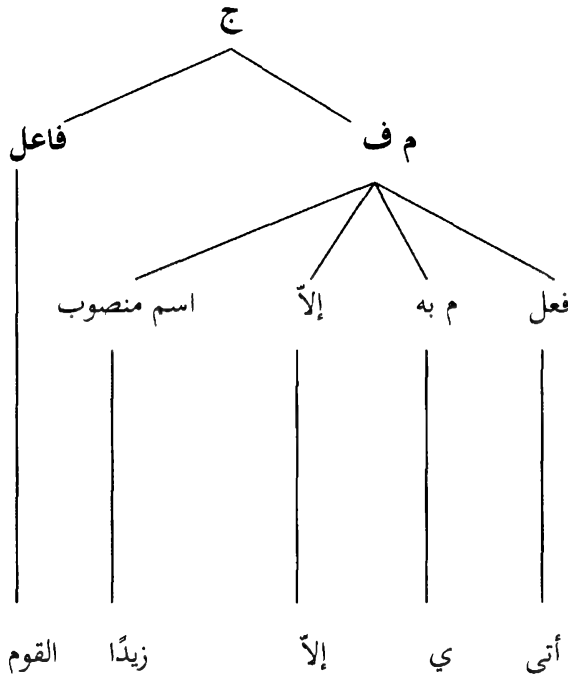 ج
م ف فاعل
فعل م به إلاّ اسم منصوب
أتى ي إلاّ زيدًا القوم